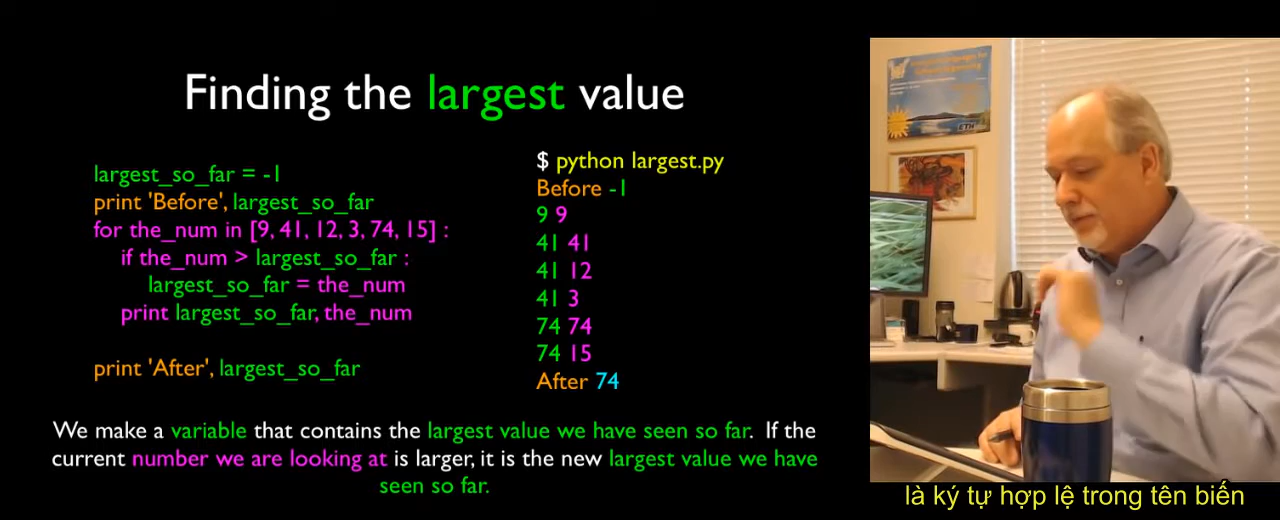 Finding the largest value
largest_so_far = -1
print 'Before', largest_so_far
for the_num in [9, 41, 12, 3, 74, 15] :
if the_num > largest_so_far :
largest_so_far = the_num
print largest_so_far, the_num
print 'After', largest_so_far
$ python largest.py
Before -1
9 9
41 41
41 12
41 3
74 74
74 15
After 74
We make a variable that contains the largest value we have seen so far. If the
current number we are looking at is larger, it is the new largest value we have
seen so far.
ETH
là ký tự hợp lệ trong tên biến